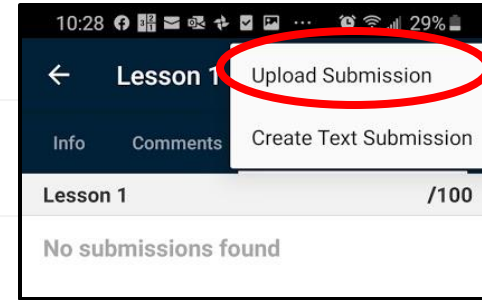 10:28 29%
Lesson 1 Upload Submission
Info Comments Create Text Submission
Lesson 1 /100
No submissions found